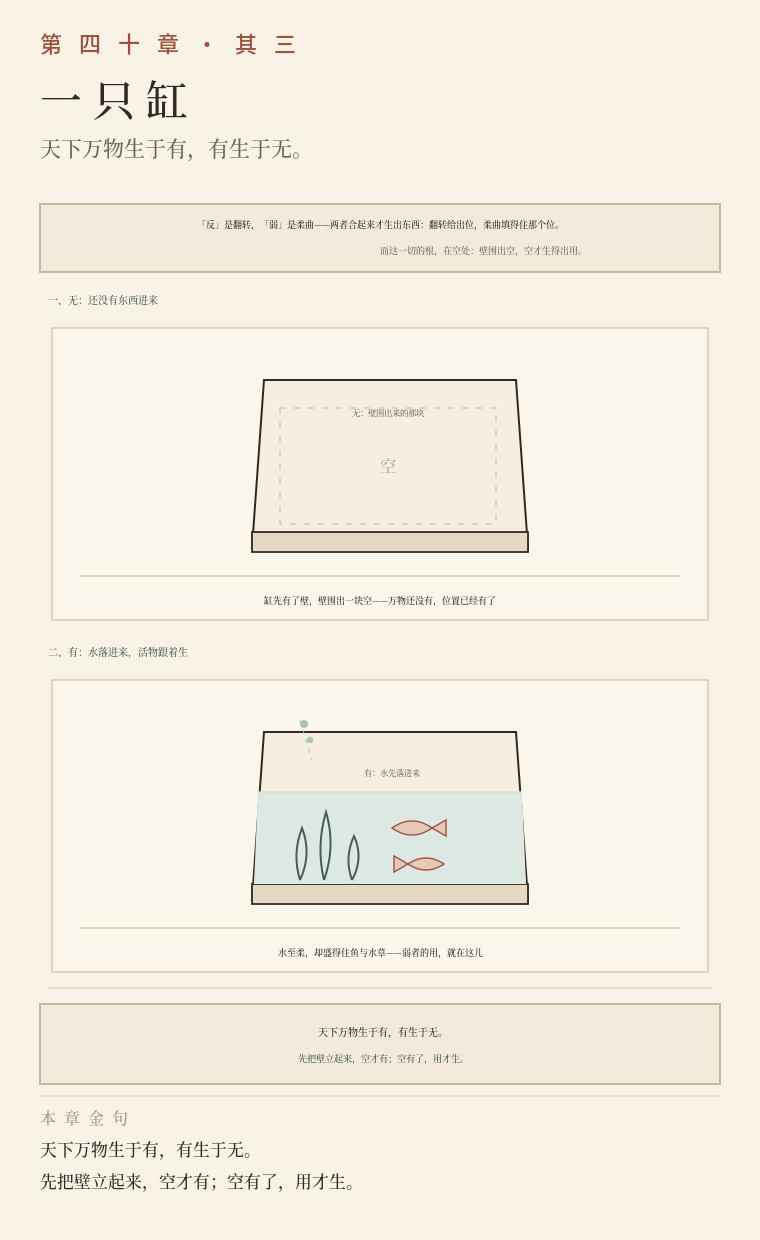 第四十章・其三
一只缸
天下万物生于有，有生于无。
「反」是翻转，「弱」是柔曲——两者合起来才生出东西：翻转给出位，柔曲填得住那个位。
而这一切的根，在空处：壁围出空，空才生得出用。
一、无：还没有东西进来
无：壁围出来的那块
空
缸先有了壁，壁围出一块空——万物还没有，位置已经有了
二、有：水落进来，活物跟着生
有：水先落进来
水至柔，却盛得住鱼与水草——弱者的用，就在这儿
天下万物生于有，有生于无。
先把壁立起来，空才有；空有了，用才生。
本章金句
天下万物生于有，有生于无。
先把壁立起来，空才有；空有了，用才生。